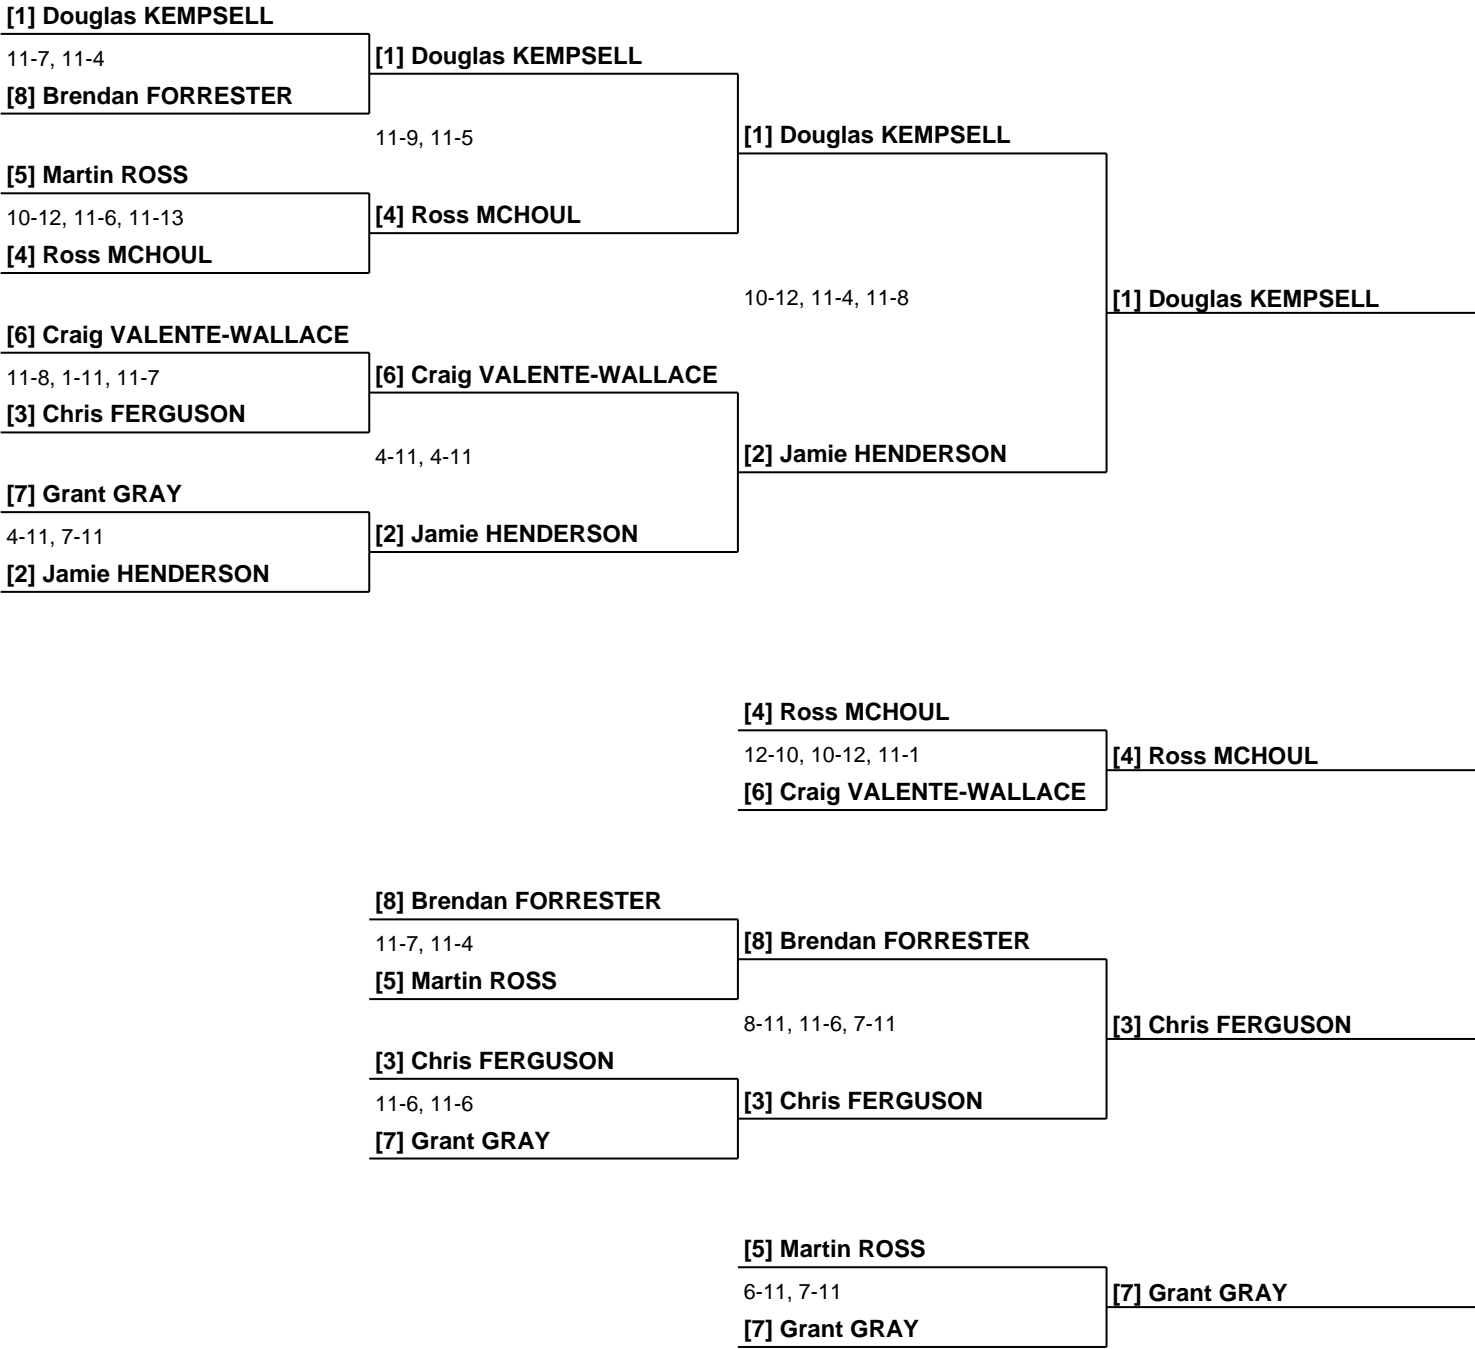 [1] Douglas KEMPSELL
11-7, 11-4
[1] Douglas KEMPSELL
[8] Brendan FORRESTER
11-9, 11-5
[1] Douglas KEMPSELL
[5] Martin ROSS
10-12, 11-6, 11-13
[4] Ross MCHOUL
[4] Ross MCHOUL
10-12, 11-4, 11-8
[1] Douglas KEMPSELL
[6] Craig VALENTE-WALLACE
11-8, 1-11, 11-7
[6] Craig VALENTE-WALLACE
[3] Chris FERGUSON
4-11, 4-11
[2] Jamie HENDERSON
[7] Grant GRAY
4-11, 7-11
[2] Jamie HENDERSON
[2] Jamie HENDERSON
[4] Ross MCHOUL
12-10, 10-12, 11-1
[4] Ross MCHOUL
[6] Craig VALENTE-WALLACE
[8] Brendan FORRESTER
11-7, 11-4
[8] Brendan FORRESTER
[5] Martin ROSS
8-11, 11-6, 7-11
[3] Chris FERGUSON
[3] Chris FERGUSON
11-6, 11-6
[3] Chris FERGUSON
[7] Grant GRAY
[5] Martin ROSS
6-11, 7-11
[7] Grant GRAY
[7] Grant GRAY